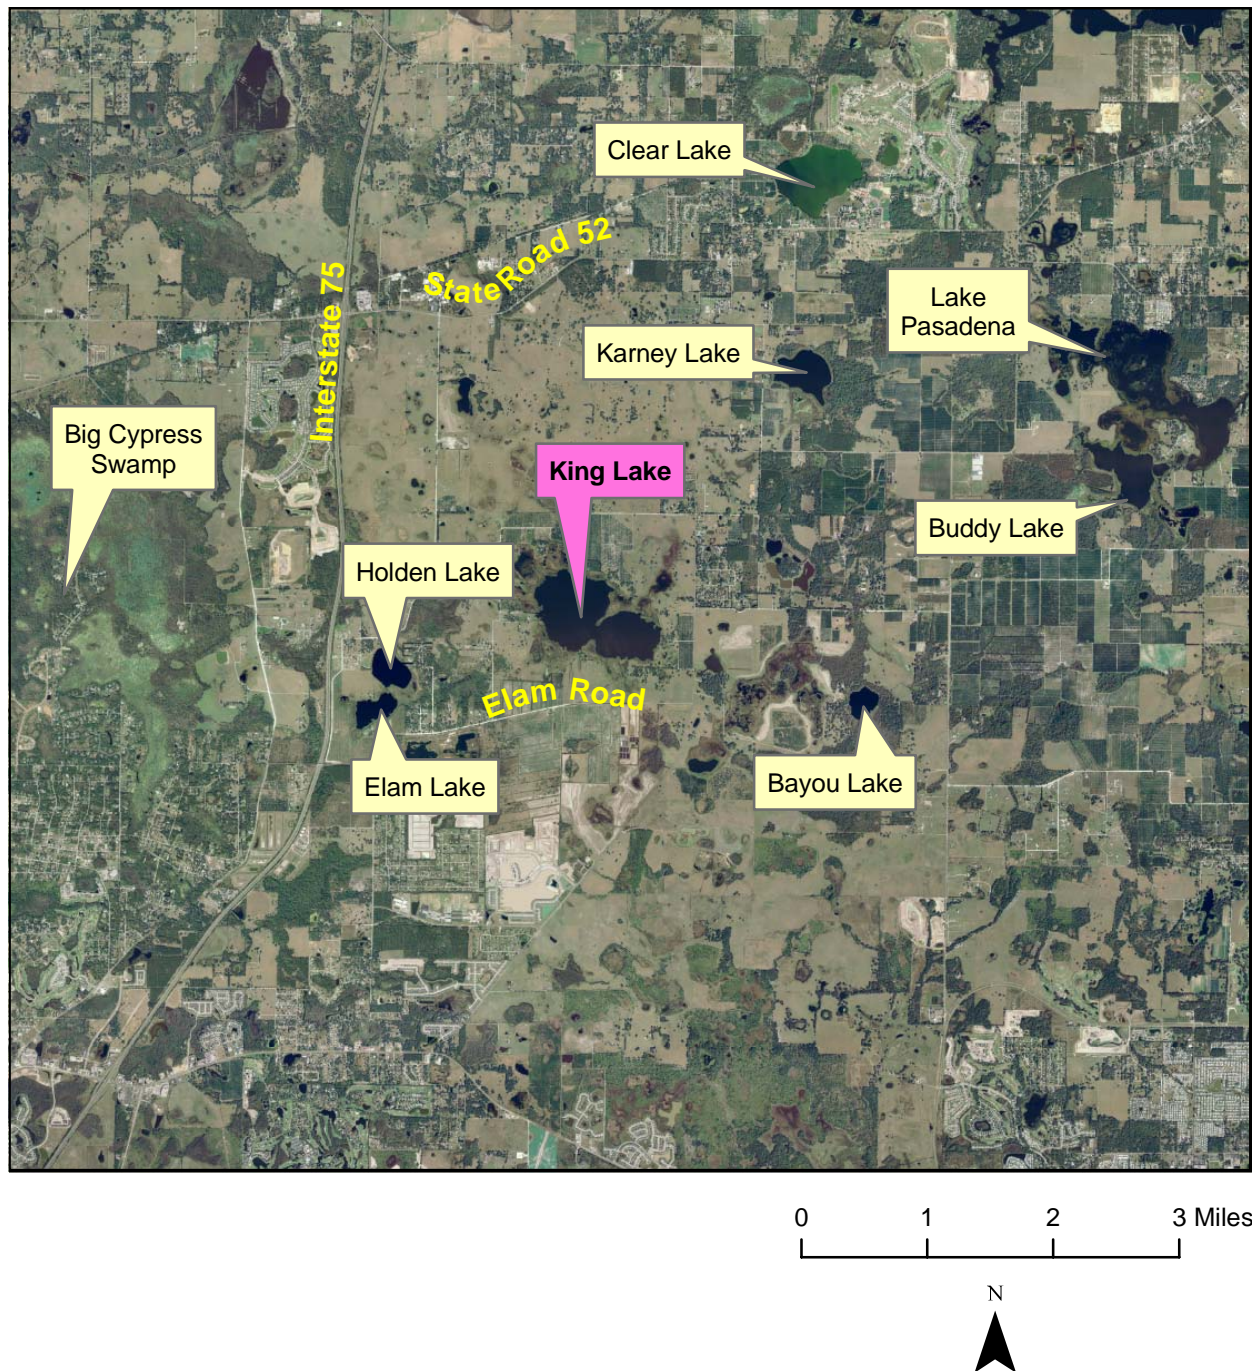 Clear Lake
State Road 52
Interstate 75
Lake
Pasadena
Karney Lake
Big Cypress
Swamp
King Lake
Buddy Lake
Holden Lake
Elam Road
Elam Lake
Bayou Lake
0 1 2 3 Miles
N